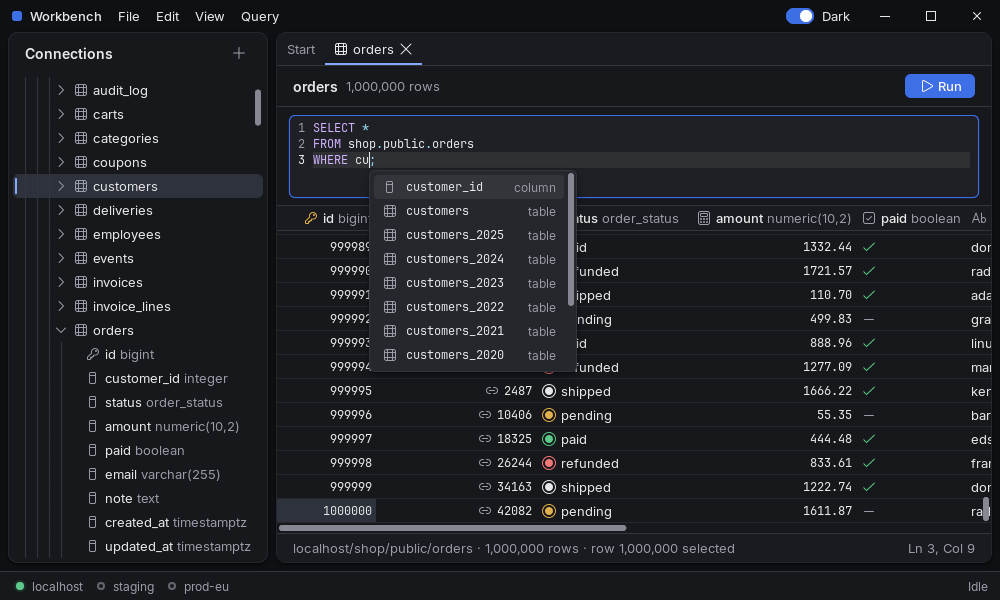 Workbench File Edit View Query Dark
Connections
audit_log
carts
categories
coupons
customers
deliveries
employees
events
invoices
invoice_lines
orders
id bigint
customer_id integer
status order_status
amount numeric(10,2)
paid boolean
email varchar(255)
note text
created_at timestamptz
updated_at timestamptz
Start orders
orders 1,000,000 rows Run
1 SELECT *
2 FROM shop.public.orders
3 WHERE cu;
customer_id column
customers table
customers_2025 table
customers_2024 table
customers_2023 table
customers_2022 table
customers_2021 table
customers_2020 table
id bigint order_status amount numeric(10,2) paid boolean Ab
1332.44
1721.57
110.70
499.83
888.96
1277.09
999995 2487 shipped 1666.22
999996 10406 pending 55.35
999997 18325 paid 444.48
999998 26244 refunded 833.61
999999 34163 shipped 1222.74
1000000 42082 pending 1611.87
localhost/shop/public/orders · 1,000,000 rows · row 1,000,000 selected Ln 3, Col 9
localhost staging prod-eu Idle